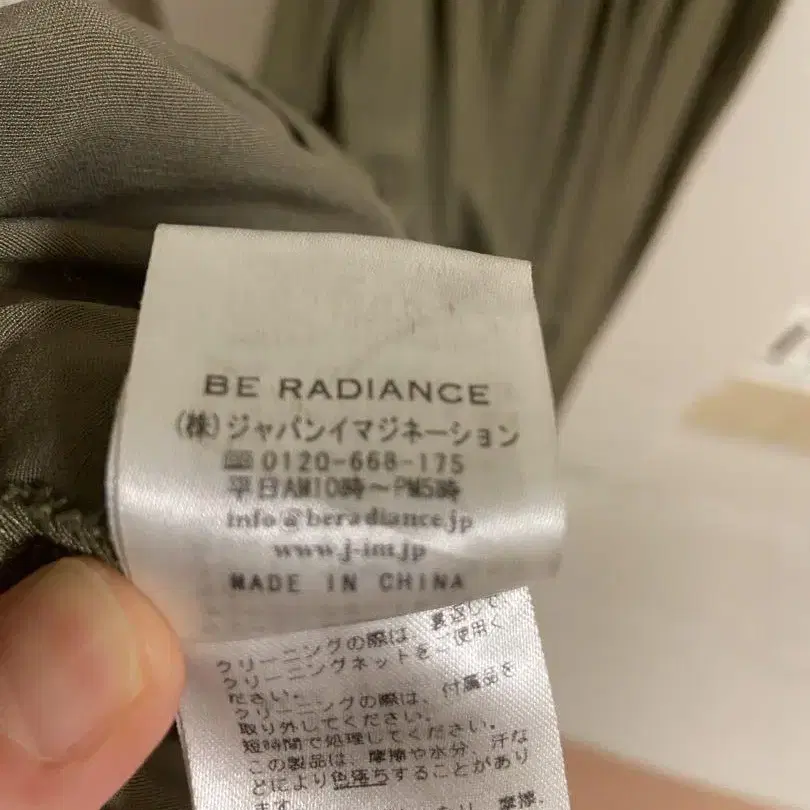 BE RADIANCE
(株)ジャパンイマジネーション
0120-668-175
平日AM10時～PM5時
info@beradiance.jp
www.j-im.jp
MADE IN CHINA
クリーニングの際は、裏返して
クリーニングネットをご使用く
ださい。
クリーニングの際は、付属品を
取り外してください。
短時間で処理してください。
この製品は、摩擦や水分、汗な
どにより色落ちすることがあり
ます
摩擦、